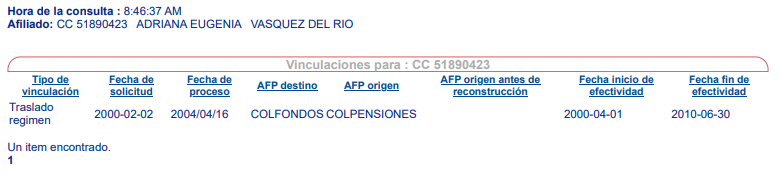 Hora de la consulta : 8:46:37 AM
Afiliado: CC 51890423 ADRIANA EUGENIA VASQUEZ DEL RIO
Vinculaciones para : CC 51890423
Tipo de vinculación Fecha de solicitud Fecha de proceso AFP destino AFP origen AFP origen antes de reconstrucción Fecha inicio de efectividad Fecha fin de efectividad
Traslado regimen 2000-02-02 2004/04/16 COLFONDOS COLPENSIONES 2000-04-01 2010-06-30
Un item encontrado.
1